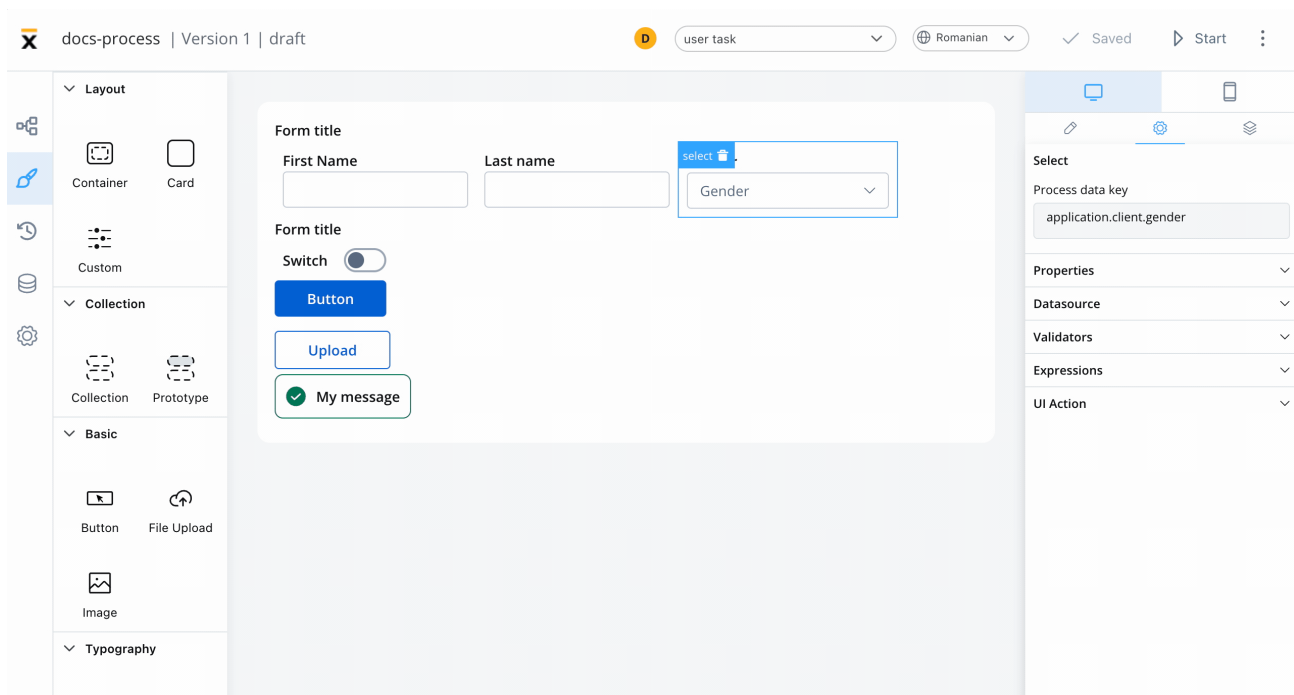 docs-process | Version 1 | draft
D
user task
Romanian
Saved
Start
Layout
Container
Card
Custom
Collection
Collection
Prototype
Basic
Button
File Upload
Image
Typography
Form title
First Name
Last name
select
Gender
Form title
Switch
Button
Upload
My message
Select
Process data key
application.client.gender
Properties
Datasource
Validators
Expressions
UI Action